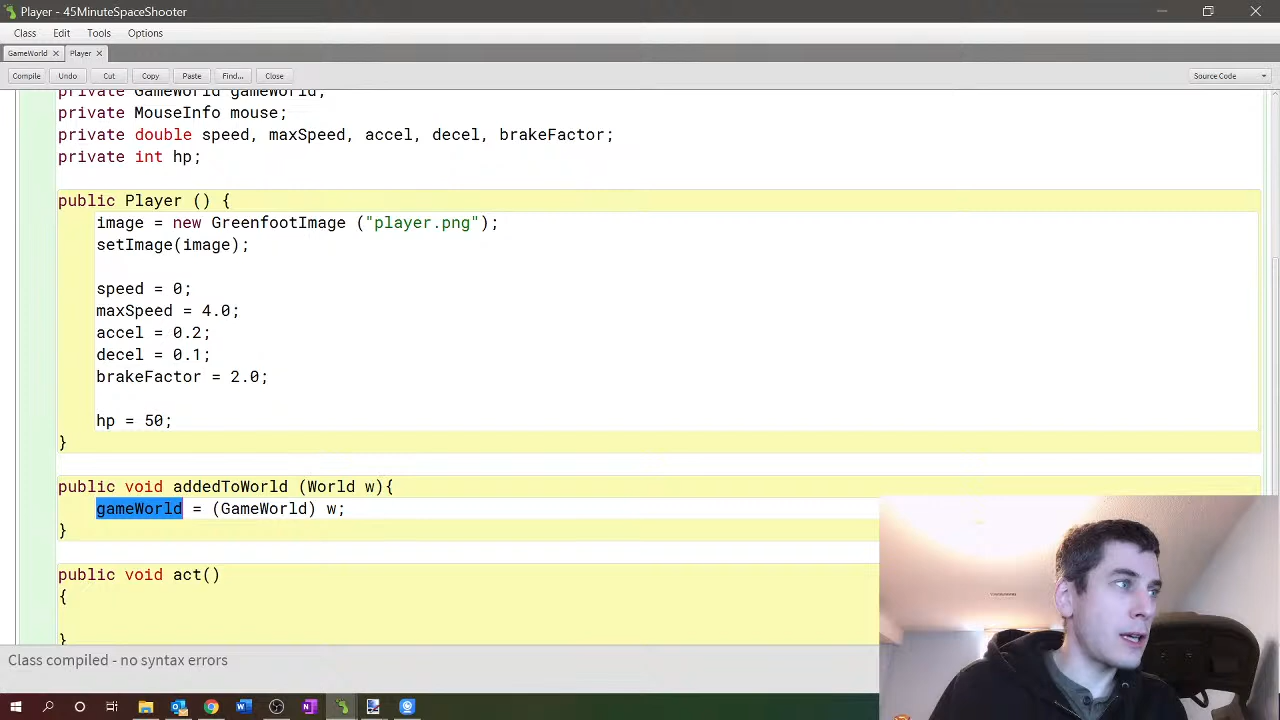 Player - 45MinuteSpaceShooter
Class Edit Tools Options
GameWorld Player
Compile Undo Cut Copy Paste Find... Close Source Code
private GameWorld gameWorld;
private MouseInfo mouse;
private double speed, maxSpeed, accel, decel, brakeFactor;
private int hp;
public Player () {
image = new GreenfootImage ("player.png");
setImage(image);
speed = 0;
maxSpeed = 4.0;
accel = 0.2;
decel = 0.1;
brakeFactor = 2.0;
hp = 50;
}
public void addedToWorld (World w){
gameWorld = (GameWorld) w;
}
public void act()
{
}
Class compiled - no syntax errors